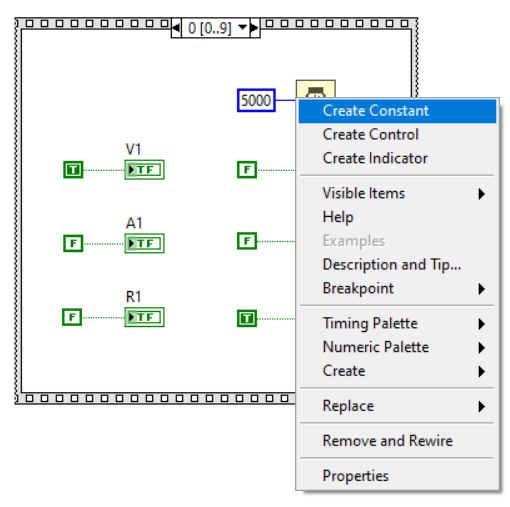 0 [0..9]
5000
V1
T
TF
F
A1
F
TF
F
R1
F
TF
T
Create Constant
Create Control
Create Indicator
Visible Items
Help
Examples
Description and Tip...
Breakpoint
Timing Palette
Numeric Palette
Create
Replace
Remove and Rewire
Properties